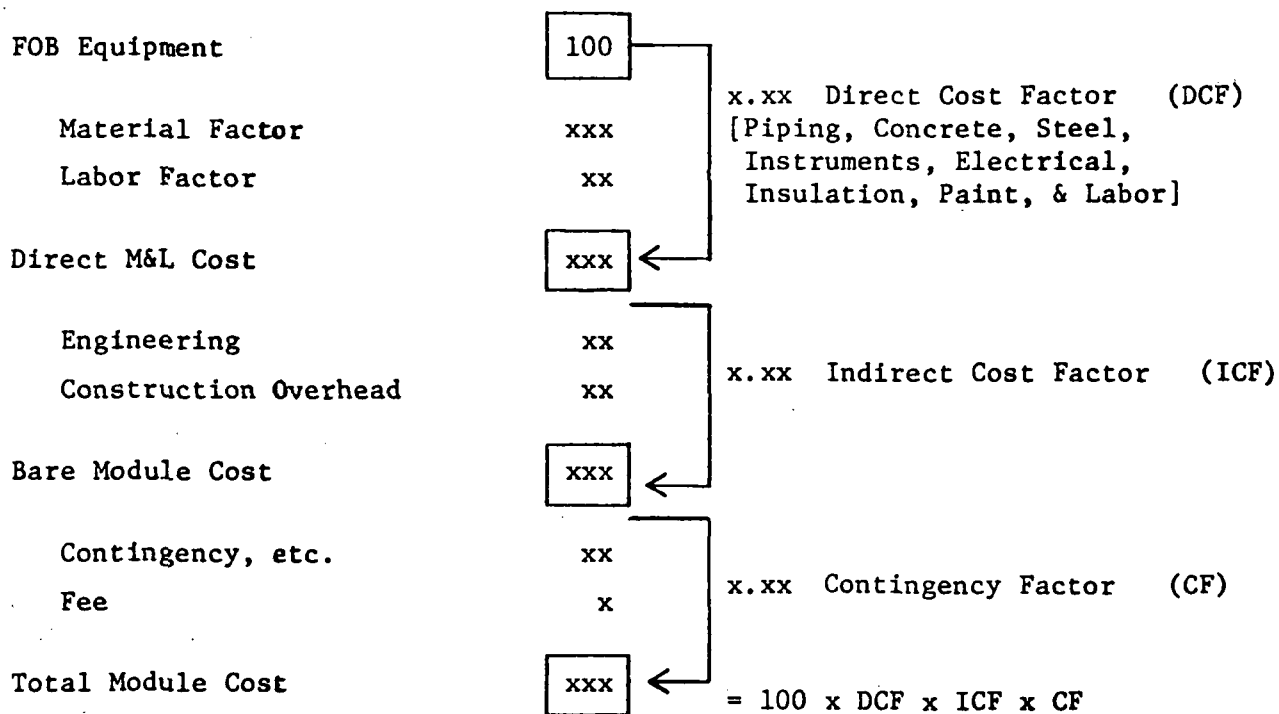 FOB Equipment 100
x.xx Direct Cost Factor (DCF)
Material Factor xxx [Piping, Concrete, Steel,
Instruments, Electrical,
Labor Factor xx
Insulation, Paint, & Labor]
Direct M&L Cost xxx
Engineering xx
x.xx Indirect Cost Factor (ICF)
Construction Overhead xx
Bare Module Cost xxx
Contingency, etc. xx
x.xx Contingency Factor (CF)
Fee x
Total Module Cost xxx
= 100 x DCF x ICF x CF